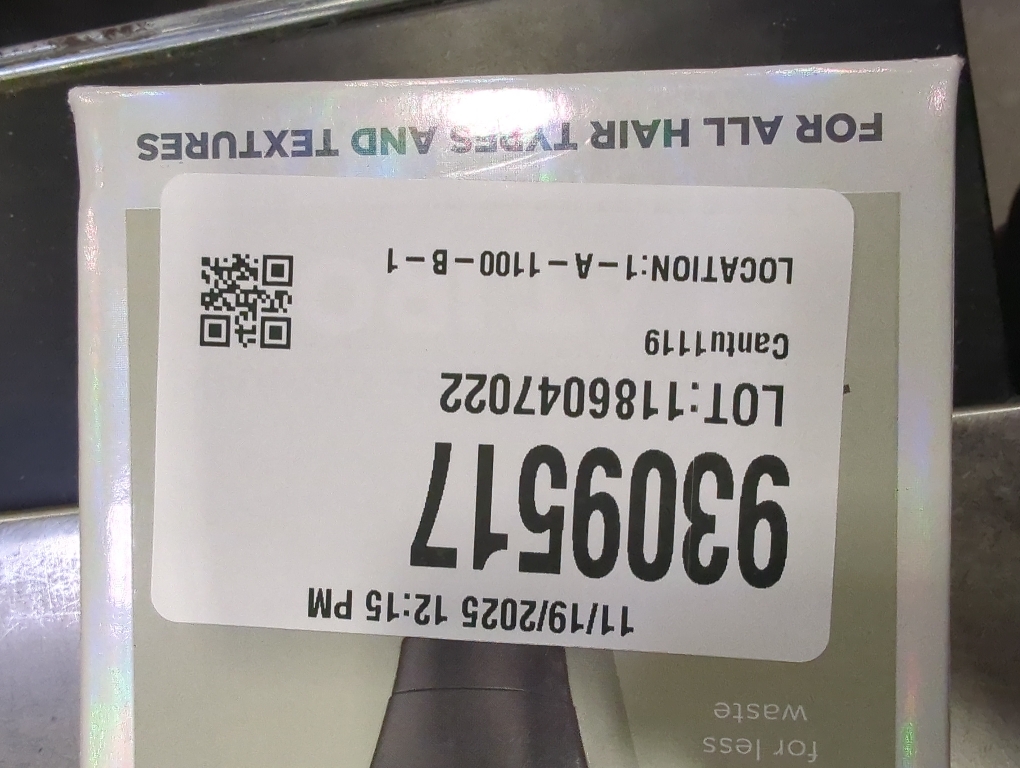 for less
waste
11/19/2025 12:15 PM
9309517
LOT:1186047022
Cantu1119
LOCATION:1-A-1100-B-1
FOR ALL HAIR TYPES AND TEXTURES